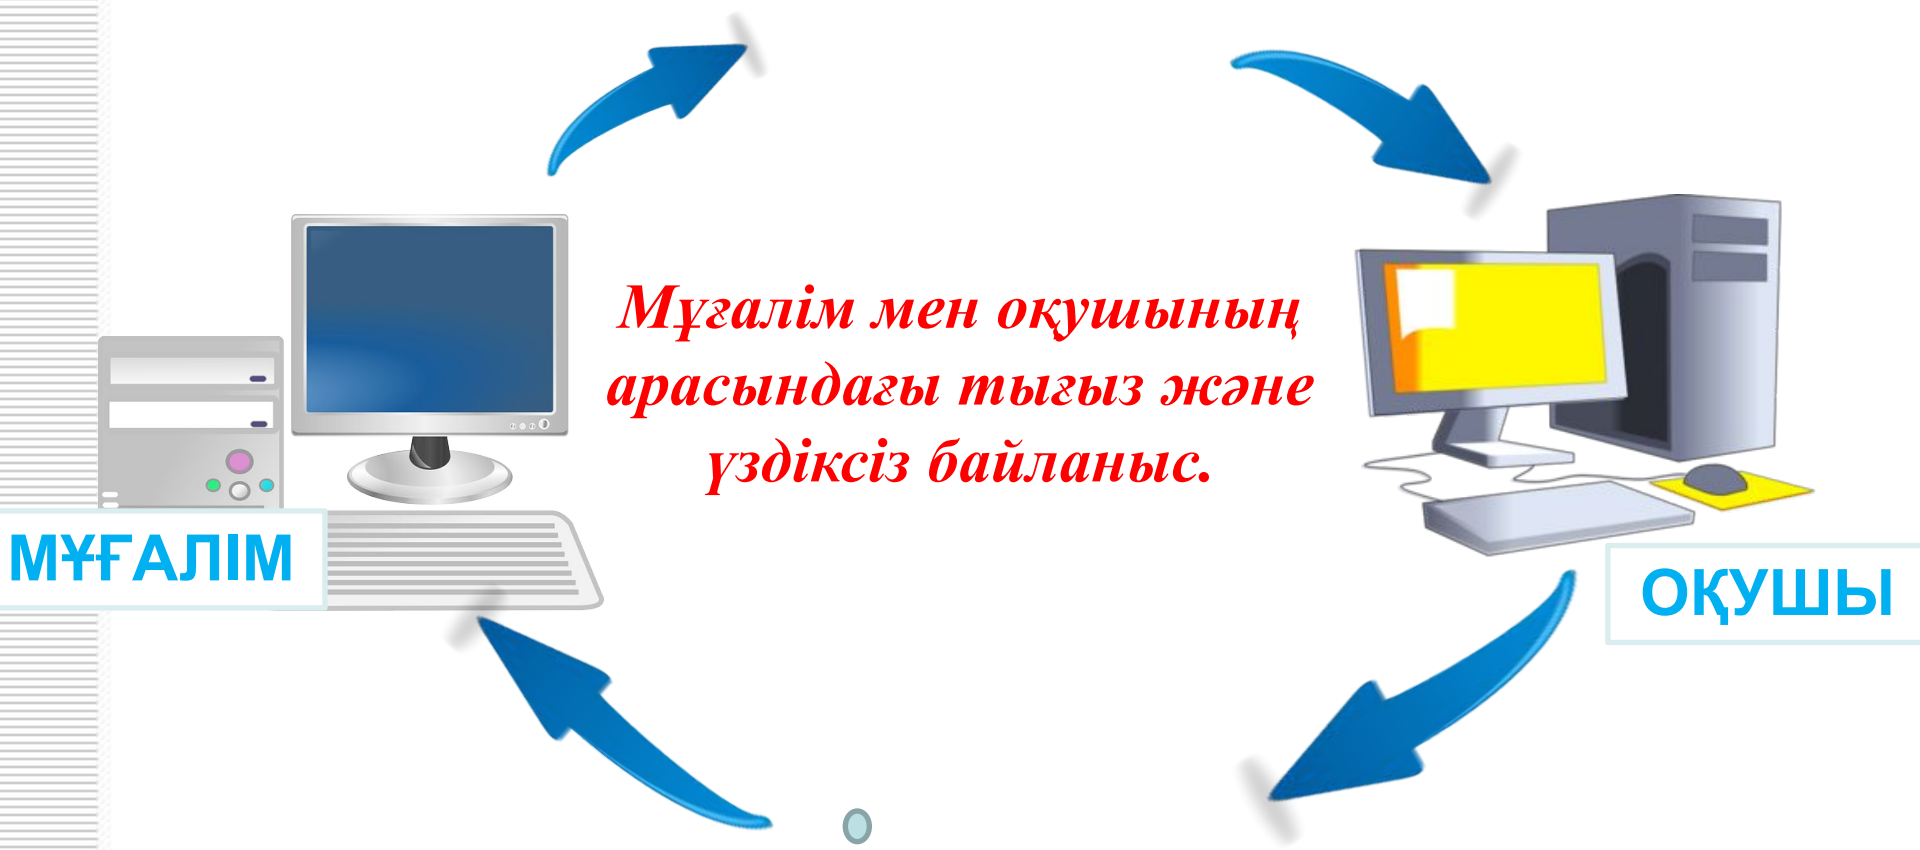 Мұғалім мен оқушының
арасындағы тығыз және
үздіксіз байланыс.
МҰҒАЛІМ
ОҚУШЫ